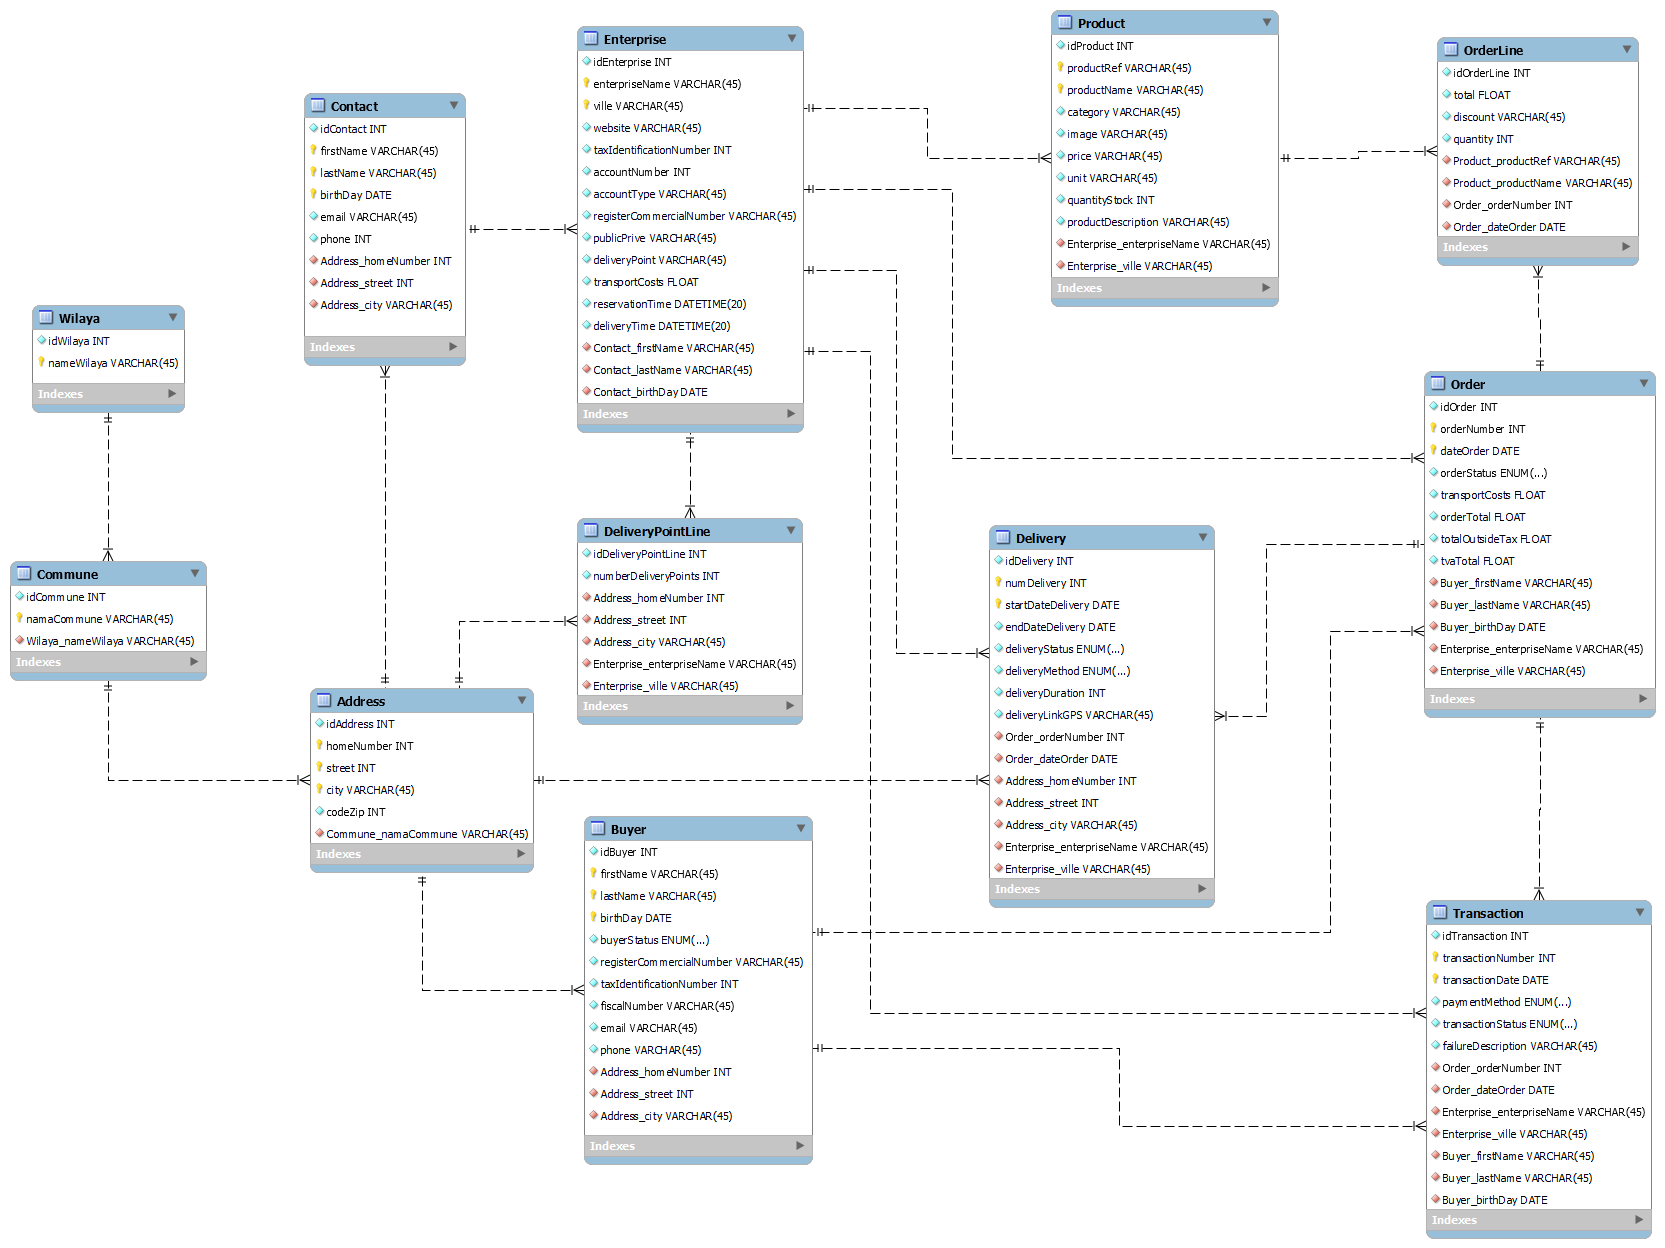 Enterprise
idEnterprise INT
enterpriseName VARCHAR(45)
ville VARCHAR(45)
website VARCHAR(45)
taxIdentificationNumber INT
accountNumber INT
accountType VARCHAR(45)
registerCommercialNumber VARCHAR(45)
publicPrive VARCHAR(45)
deliveryPoint VARCHAR(45)
transportCosts FLOAT
reservationTime DATETIME(20)
deliveryTime DATETIME(20)
Contact_firstName VARCHAR(45)
Contact_lastName VARCHAR(45)
Contact_birthDay DATE
Indexes
Product
idProduct INT
productRef VARCHAR(45)
productName VARCHAR(45)
category VARCHAR(45)
image VARCHAR(45)
price VARCHAR(45)
unit VARCHAR(45)
quantityStock INT
productDescription VARCHAR(45)
Enterprise_enterpriseName VARCHAR(45)
Enterprise_ville VARCHAR(45)
Indexes
OrderLine
idOrderLine INT
total FLOAT
discount VARCHAR(45)
quantity INT
Product_productRef VARCHAR(45)
Product_productName VARCHAR(45)
Order_orderNumber INT
Order_dateOrder DATE
Indexes
Contact
idContact INT
firstName VARCHAR(45)
lastName VARCHAR(45)
birthDay DATE
email VARCHAR(45)
phone INT
Address_homeNumber INT
Address_street INT
Address_city VARCHAR(45)
Indexes
Wilaya
idWilaya INT
nameWilaya VARCHAR(45)
Indexes
Order
idOrder INT
orderNumber INT
dateOrder DATE
orderStatus ENUM(...)
transportCosts FLOAT
orderTotal FLOAT
totalOutsideTax FLOAT
tvaTotal FLOAT
Buyer_firstName VARCHAR(45)
Buyer_lastName VARCHAR(45)
Buyer_birthDay DATE
Enterprise_enterpriseName VARCHAR(45)
Enterprise_ville VARCHAR(45)
Indexes
DeliveryPointLine
idDeliveryPointLine INT
numberDeliveryPoints INT
Address_homeNumber INT
Address_street INT
Address_city VARCHAR(45)
Enterprise_enterpriseName VARCHAR(45)
Enterprise_ville VARCHAR(45)
Indexes
Delivery
idDelivery INT
numDelivery INT
startDateDelivery DATE
endDateDelivery DATE
deliveryStatus ENUM(...)
deliveryMethod ENUM(...)
deliveryDuration INT
deliveryLinkGPS VARCHAR(45)
Order_orderNumber INT
Order_dateOrder DATE
Address_homeNumber INT
Address_street INT
Address_city VARCHAR(45)
Enterprise_enterpriseName VARCHAR(45)
Enterprise_ville VARCHAR(45)
Indexes
Commune
idCommune INT
namaCommune VARCHAR(45)
Wilaya_nameWilaya VARCHAR(45)
Indexes
Address
idAddress INT
homeNumber INT
street INT
city VARCHAR(45)
codeZip INT
Commune_namaCommune VARCHAR(45)
Indexes
Buyer
idBuyer INT
firstName VARCHAR(45)
lastName VARCHAR(45)
birthDay DATE
buyerStatus ENUM(...)
registerCommercialNumber VARCHAR(45)
taxIdentificationNumber INT
fiscalNumber VARCHAR(45)
email VARCHAR(45)
phone VARCHAR(45)
Address_homeNumber INT
Address_street INT
Address_city VARCHAR(45)
Indexes
Transaction
idTransaction INT
transactionNumber INT
transactionDate DATE
paymentMethod ENUM(...)
transactionStatus ENUM(...)
failureDescription VARCHAR(45)
Order_orderNumber INT
Order_dateOrder DATE
Enterprise_enterpriseName VARCHAR(45)
Enterprise_ville VARCHAR(45)
Buyer_firstName VARCHAR(45)
Buyer_lastName VARCHAR(45)
Buyer_birthDay DATE
Indexes